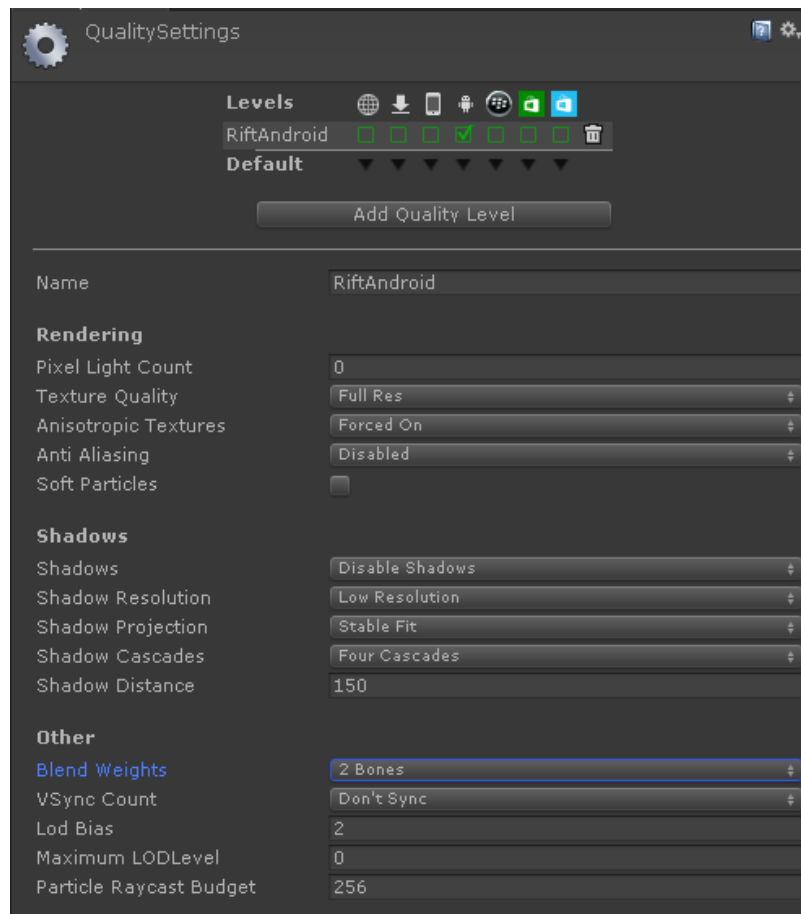 QualitySettings
Levels
RiftAndroid
Default
Add Quality Level
Name RiftAndroid
Rendering
Pixel Light Count 0
Texture Quality Full Res
Anisotropic Textures Forced On
Anti Aliasing Disabled
Soft Particles
Shadows
Shadows Disable Shadows
Shadow Resolution Low Resolution
Shadow Projection Stable Fit
Shadow Cascades Four Cascades
Shadow Distance 150
Other
Blend Weights 2 Bones
VSync Count Don't Sync
Lod Bias 2
Maximum LODLevel 0
Particle Raycast Budget 256